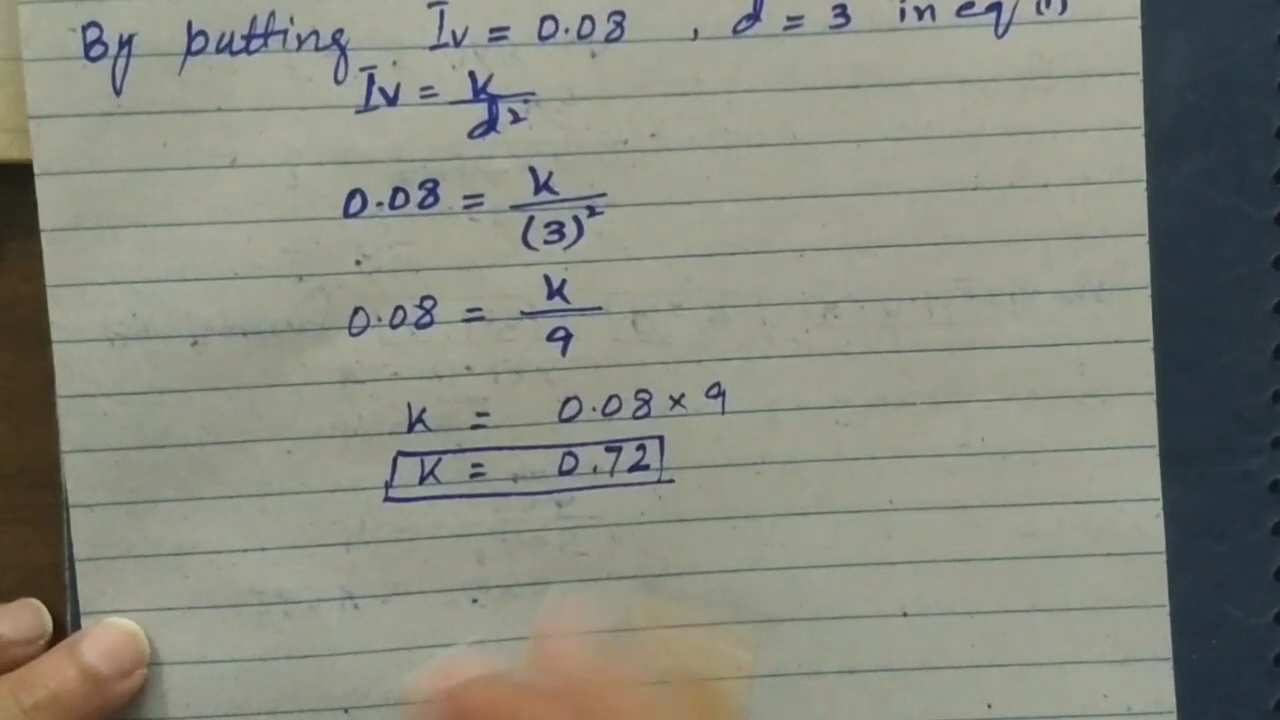 By putting Iv = 0.08 , d = 3 in eq (1)
Iv = k/d²
0.08 = k/(3)²
0.08 = k/9
k = 0.08 × 9
k = 0.72